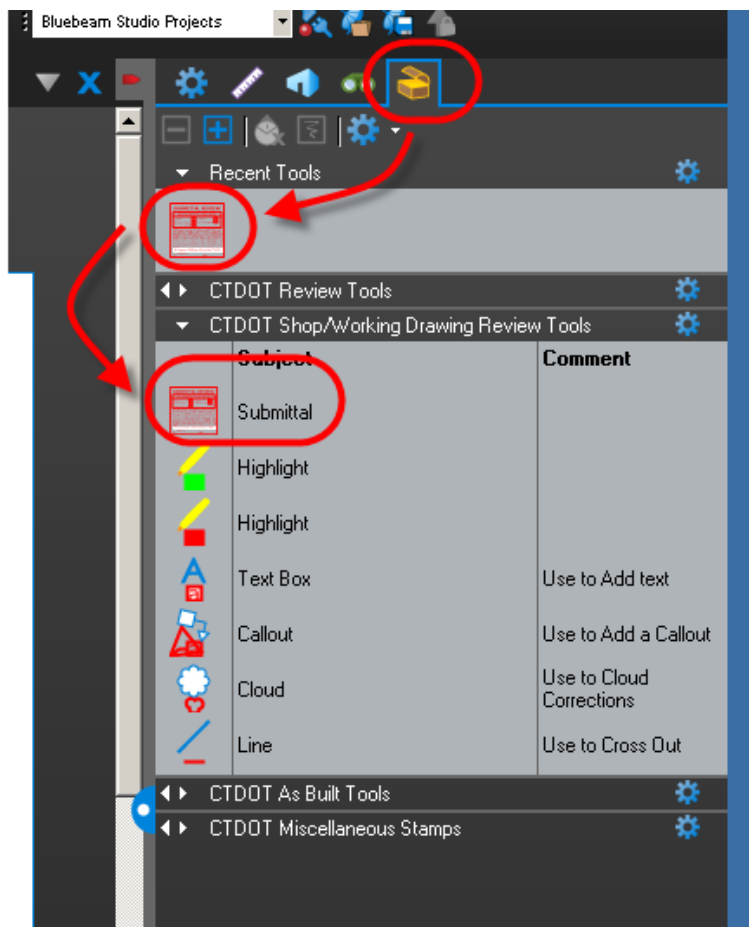 Bluebeam Studio Projects
Recent Tools
CTDOT Review Tools
CTDOT Shop/Working Drawing Review Tools
Subject Comment
Submittal
Highlight
Highlight
Text Box Use to Add text
Callout Use to Add a Callout
Cloud Use to Cloud
Corrections
Line Use to Cross Out
CTDOT As Built Tools
CTDOT Miscellaneous Stamps